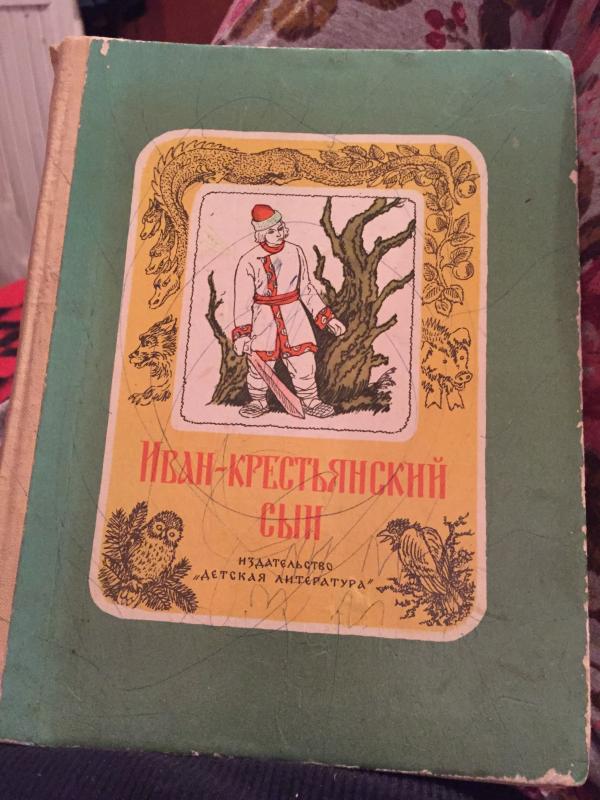 Иван-крестьянский
сын
издательство
„Детская литература"